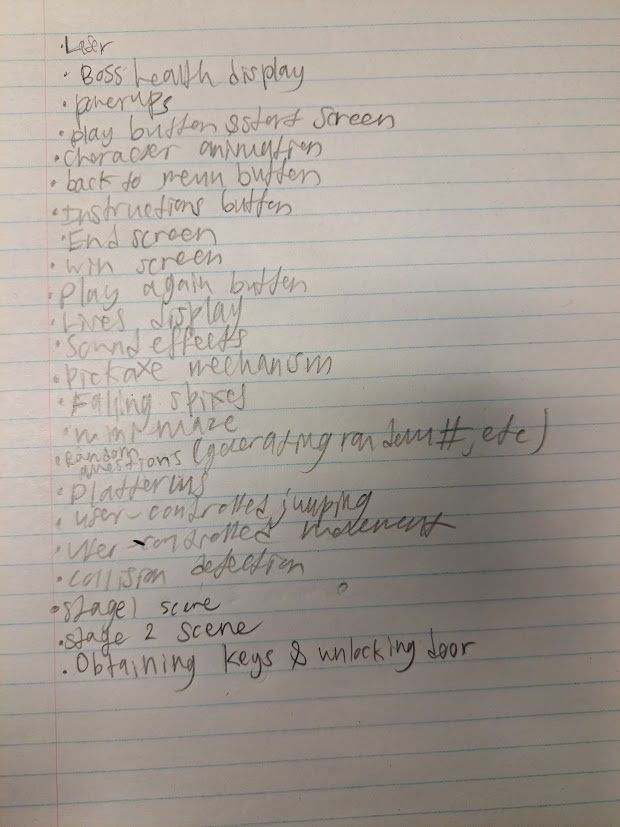 · Laser
· Boss health display
· powerups
· play button & start screen
· character animation
· back to menu button
· Instructions button
· End screen
· win screen
· Play again button
· Lives display
· Sound effects
· Pickaxe mechanism
· Falling spikes
· mini maze
· Random questions (generating random #, etc)
· Platforms
· user-controlled jumping
· User-controlled movement
· Collision detection
· Stage 1 scene
· Stage 2 scene
· Obtaining keys & unlocking door